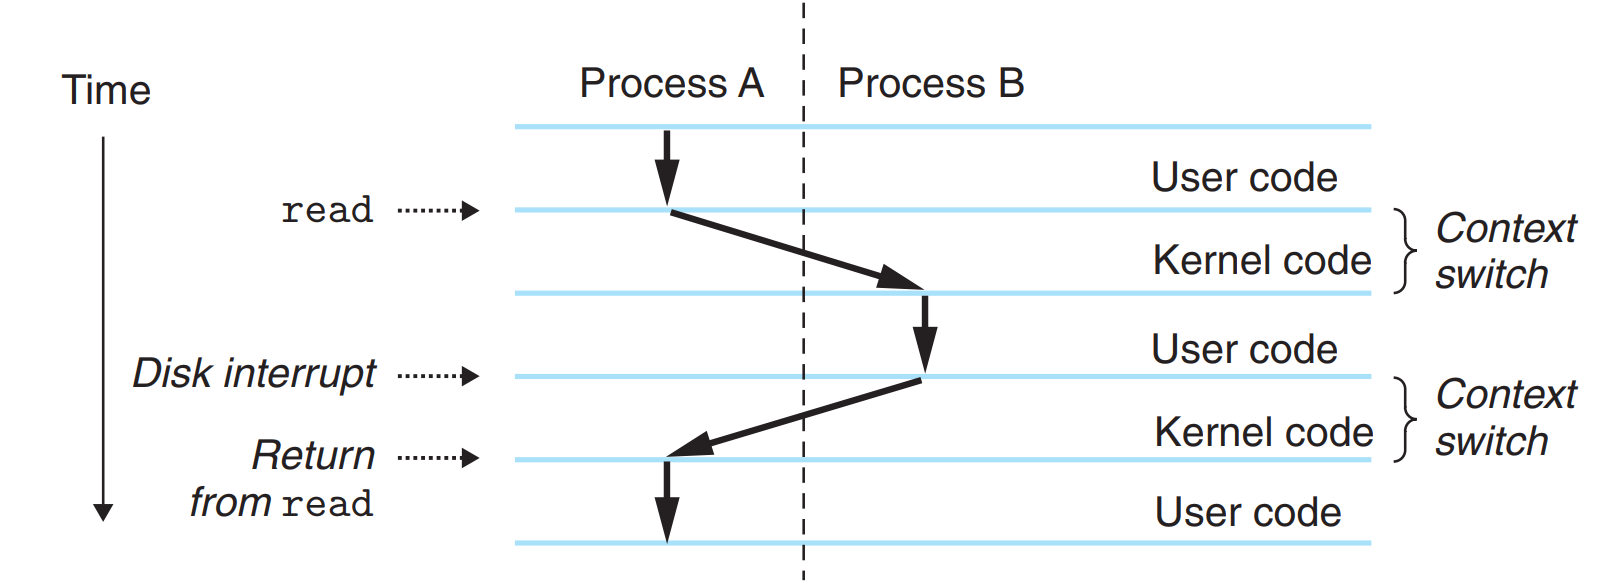 Time
Process A
Process B
User code
read
Kernel code
Context
switch
User code
Disk interrupt
Kernel code
Context
switch
Return
from read
User code